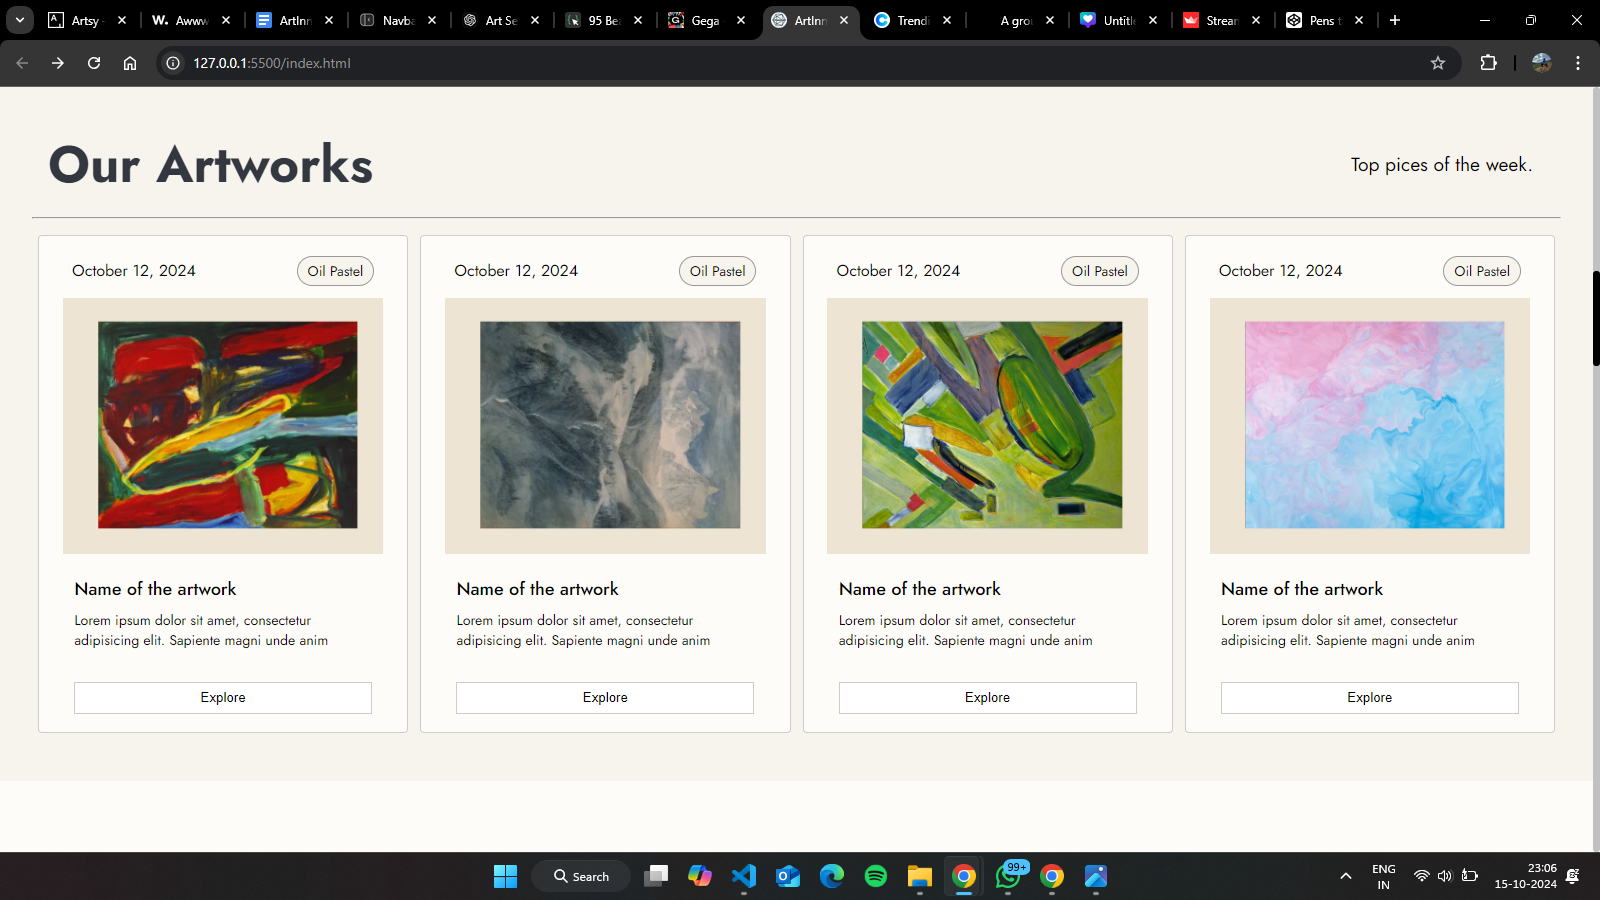 Artsy
Awww
ArtInn
Navba
Art Se
95 Be
Gega
ArtInn
Trendi
A grou
Untitle
Stream
Pens t
127.0.0.1:5500/index.html
Our Artworks
Top pices of the week.
October 12, 2024
Oil Pastel
October 12, 2024
Oil Pastel
October 12, 2024
Oil Pastel
October 12, 2024
Oil Pastel
Name of the artwork
Lorem ipsum dolor sit amet, consectetur
adipisicing elit. Sapiente magni unde anim
Explore
Name of the artwork
Lorem ipsum dolor sit amet, consectetur
adipisicing elit. Sapiente magni unde anim
Explore
Name of the artwork
Lorem ipsum dolor sit amet, consectetur
adipisicing elit. Sapiente magni unde anim
Explore
Name of the artwork
Lorem ipsum dolor sit amet, consectetur
adipisicing elit. Sapiente magni unde anim
Explore
Search
99+
ENG
IN
23:06
15-10-2024